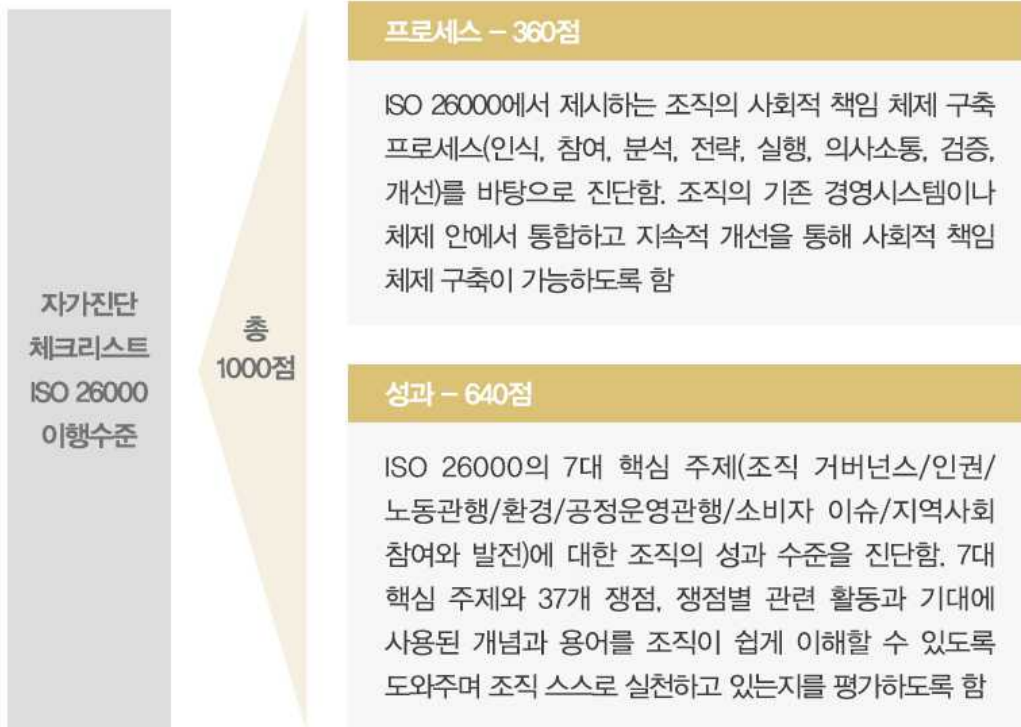 자가진단
체크리스트
ISO 26000
이행수준
총
1000점
프로세스 – 360점
ISO 26000에서 제시하는 조직의 사회적 책임 체제 구축
프로세스(인식, 참여, 분석, 전략, 실행, 의사소통, 검증,
개선)를 바탕으로 진단함. 조직의 기존 경영시스템이나
체제 안에서 통합하고 지속적 개선을 통해 사회적 책임
체제 구축이 가능하도록 함
성과 – 640점
ISO 26000의 7대 핵심 주제(조직 거버넌스/인권/
노동관행/환경/공정운영관행/소비자 이슈/지역사회
참여와 발전)에 대한 조직의 성과 수준을 진단함. 7대
핵심 주제와 37개 쟁점, 쟁점별 관련 활동과 기대에
사용된 개념과 용어를 조직이 쉽게 이해할 수 있도록
도와주며 조직 스스로 실천하고 있는지를 평가하도록 함